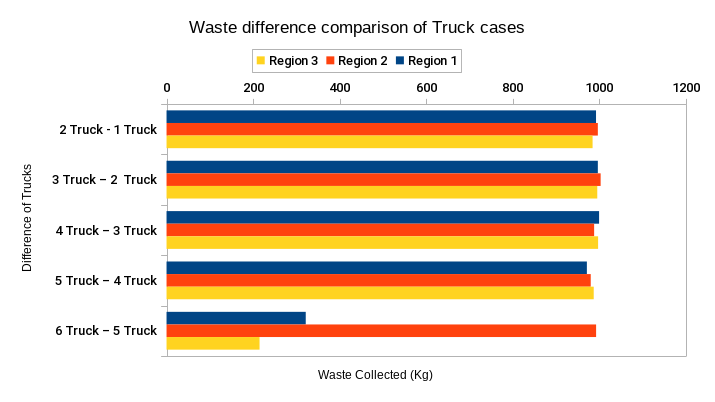 Waste difference comparison of Truck cases
Region 3 Region 2 Region 1
0 200 400 600 800 1000 1200
2 Truck - 1 Truck
3 Truck – 2  Truck
4 Truck – 3 Truck
5 Truck – 4 Truck
6 Truck – 5 Truck
Difference of Trucks
Waste Collected (Kg)